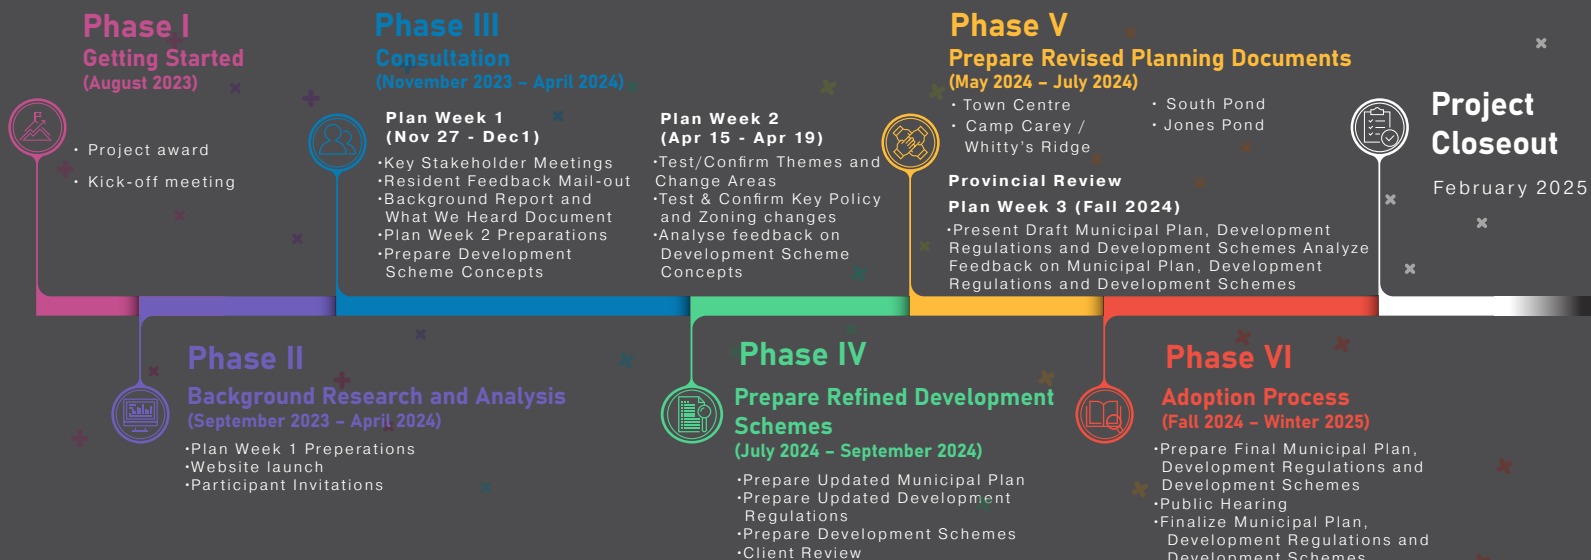 Phase I
Getting Started
(August 2023)
• Project award
• Kick-off meeting
Phase II
Background Research and Analysis
(September 2023 – April 2024)
•Plan Week 1 Preperations
•Website launch
•Participant Invitations
Phase III
Consultation
(November 2023 – April 2024)
Plan Week 1
(Nov 27 - Dec1)
•Key Stakeholder Meetings
•Resident Feedback Mail-out
•Background Report and
What We Heard Document
•Plan Week 2 Preparations
•Prepare Development
Scheme Concepts
Plan Week 2
(Apr 15 - Apr 19)
•Test/Confirm Themes and
Change Areas
•Test & Confirm Key Policy
and Zoning changes
•Analyse feedback on
Development Scheme
Concepts
Phase IV
Prepare Refined Development
Schemes
(July 2024 – September 2024)
•Prepare Updated Municipal Plan
•Prepare Updated Development
Regulations
•Prepare Development Schemes
•Client Review
Phase V
Prepare Revised Planning Documents
(May 2024 – July 2024)
• Town Centre
• Camp Carey /
Whitty's Ridge
• South Pond
• Jones Pond
Provincial Review
Plan Week 3 (Fall 2024)
•Present Draft Municipal Plan, Development
Regulations and Development Schemes Analyze
Feedback on Municipal Plan, Development
Regulations and Development Schemes
Phase VI
Adoption Process
(Fall 2024 – Winter 2025)
•Prepare Final Municipal Plan,
Development Regulations and
Development Schemes
•Public Hearing
•Finalize Municipal Plan,
Development Regulations and
Development Schemes
Project
Closeout
February 2025